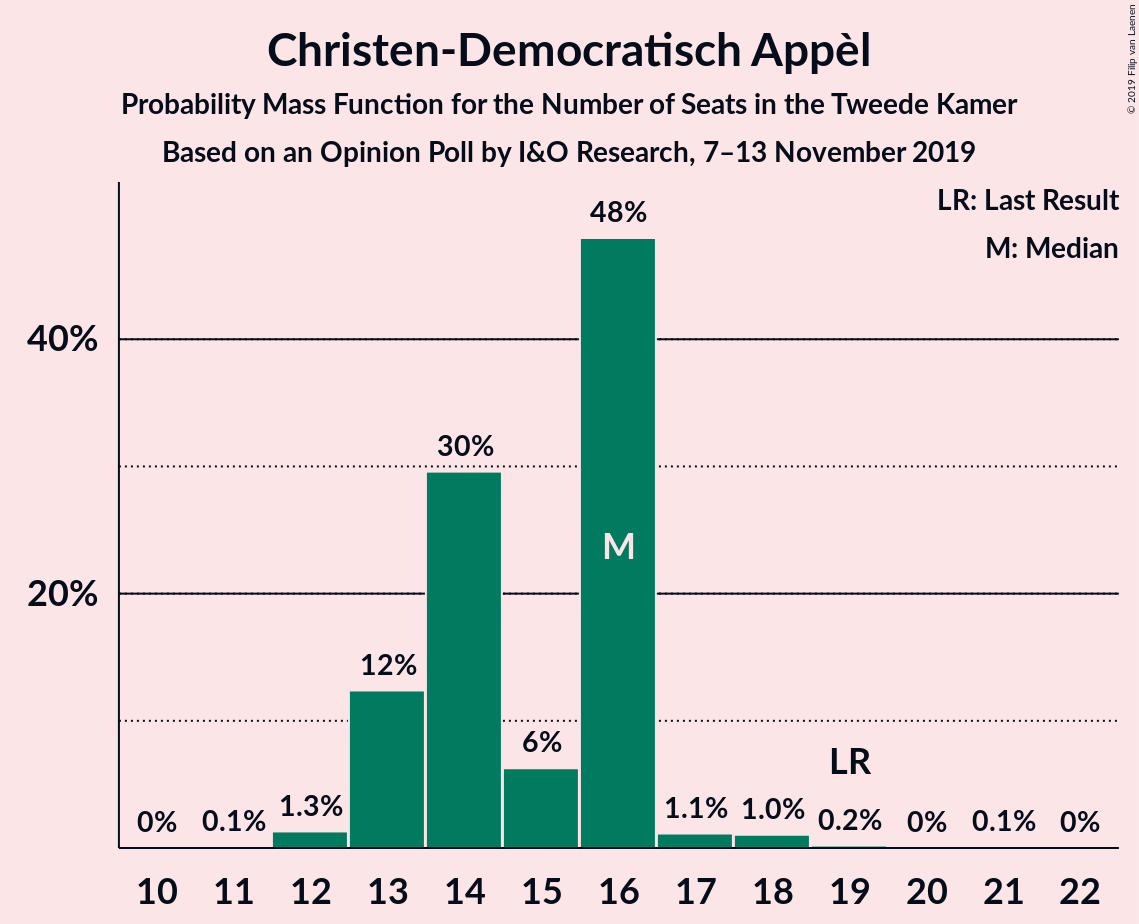 Christen-Democratisch Appèl
Probability Mass Function for the Number of Seats in the Tweede Kamer
Based on an Opinion Poll by I&O Research, 7–13 November 2019
© 2019 Filip van Laenen
LR: Last Result
M: Median
48%
40%
30%
M
20%
12%
6%
LR
0% 0.1% 1.3% 1.1% 1.0% 0.2% 0% 0.1% 0%
10 11 12 13 14 15 16 17 18 19 20 21 22